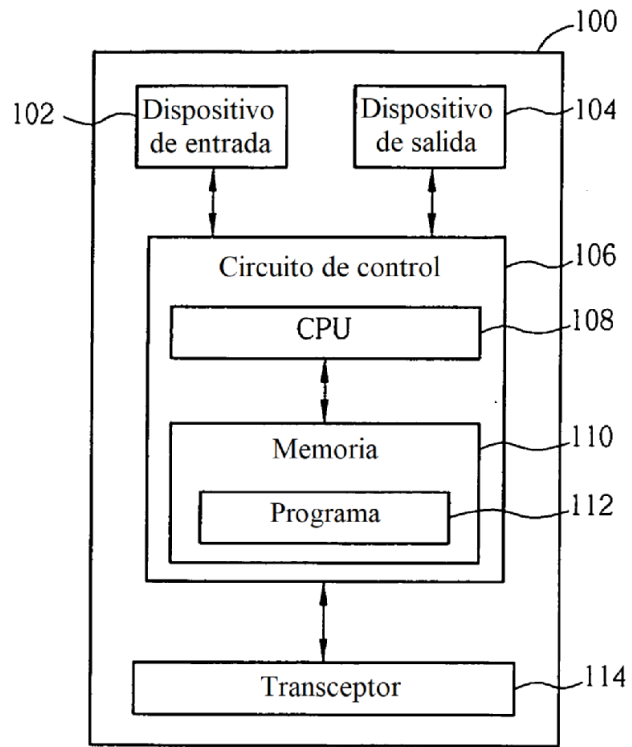 100
102
Dispositivo
de entrada
Dispositivo
de salida
104
Circuito de control
106
CPU
108
Memoria
110
Programa
112
Transceptor
114